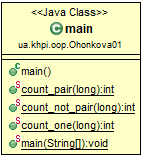 <<Java Class>>
main
ua.khpi.oop.Ohonkova01
main()
count_pair(long):int
count_not_pair(long):int
count_one(long):int
main(String[]):void